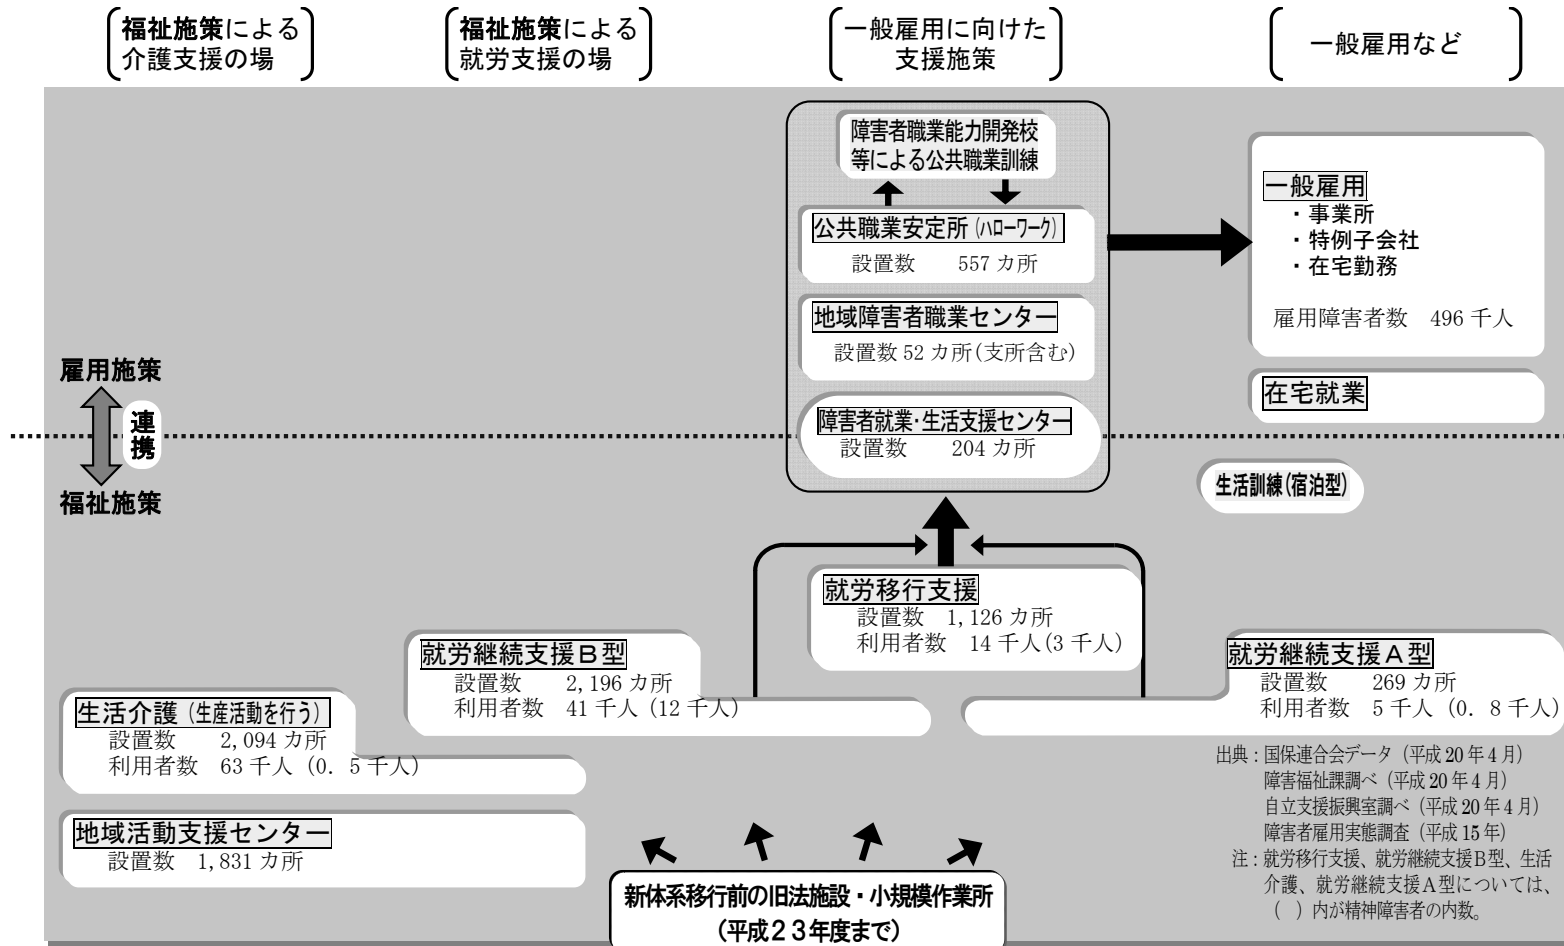 福祉施策による
介護支援の場
福祉施策による
就労支援の場
一般雇用に向けた
支援施策
一般雇用など
障害者職業能力開発校
等による公共職業訓練
公共職業安定所(ハローワーク)
設置数 557カ所
地域障害者職業センター
設置数52カ所(支所含む)
障害者就業・生活支援センター
設置数 204カ所
一般雇用
・事業所
・特例子会社
・在宅勤務
雇用障害者数 496千人
在宅就業
雇用施策
連携
福祉施策
生活訓練(宿泊型)
就労移行支援
設置数 1,126カ所
利用者数 14千人(3千人)
就労継続支援B型
設置数 2,196カ所
利用者数 41千人(12千人)
就労継続支援A型
設置数 269カ所
利用者数 5千人(0.8千人)
生活介護(生産活動を行う)
設置数 2,094カ所
利用者数 63千人(0.5千人)
地域活動支援センター
設置数 1,831カ所
新体系移行前の旧法施設・小規模作業所
(平成23年度まで)
出典:国保連合会データ(平成20年4月)
障害福祉課調べ(平成20年4月)
自立支援振興室調べ(平成20年4月)
障害者雇用実態調査(平成15年)
注:就労移行支援、就労継続支援B型、生活
介護、就労継続支援A型については、
( )内が精神障害者の内数。